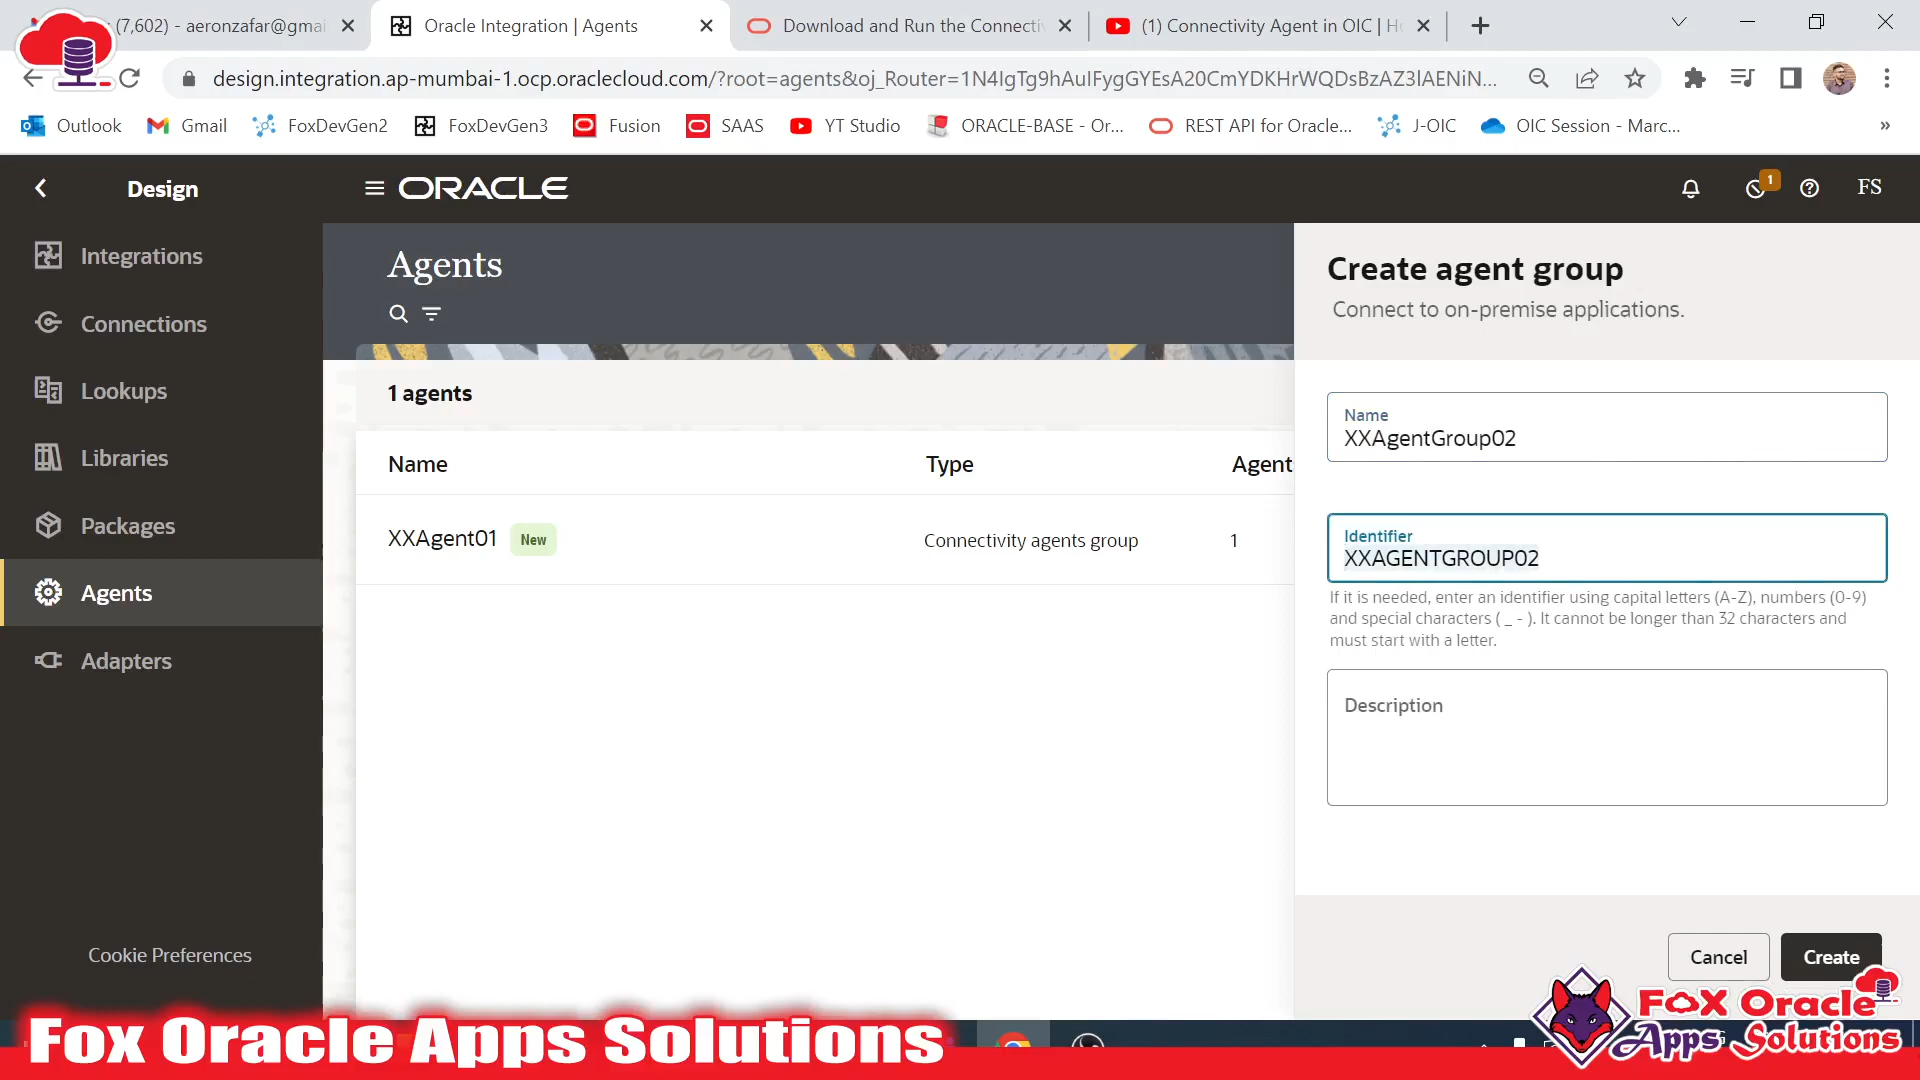 (7,602) - aeronzafar@gmai
Oracle Integration | Agents
Download and Run the Connectiv
(1) Connectivity Agent in OIC | Ho
design.integration.ap-mumbai-1.ocp.oraclecloud.com/?root=agents&oj_Router=1N4IgTg9hAuIFygGYEsA20CmYDKHrWQDsBzAZ3lAENiN...
Outlook
Gmail
FoxDevGen2
FoxDevGen3
Fusion
SAAS
YT Studio
ORACLE-BASE - Or...
REST API for Oracle...
J-OIC
OIC Session - Marc...
»
Design
ORACLE
1
FS
Integrations
Connections
Lookups
Libraries
Packages
Agents
Adapters
Cookie Preferences
Agents
1 agents
Name
Type
Agent
XXAgent01
New
Connectivity agents group
1
Create agent group
Connect to on-premise applications.
Name
XXAgentGroup02
Identifier
XXAGENTGROUP02
If it is needed, enter an identifier using capital letters (A-Z), numbers (0-9)
and special characters ( _ - ). It cannot be longer than 32 characters and
must start with a letter.
Description
Cancel
Create
Fox Oracle Apps Solutions
Fox Oracle
Apps Solutions